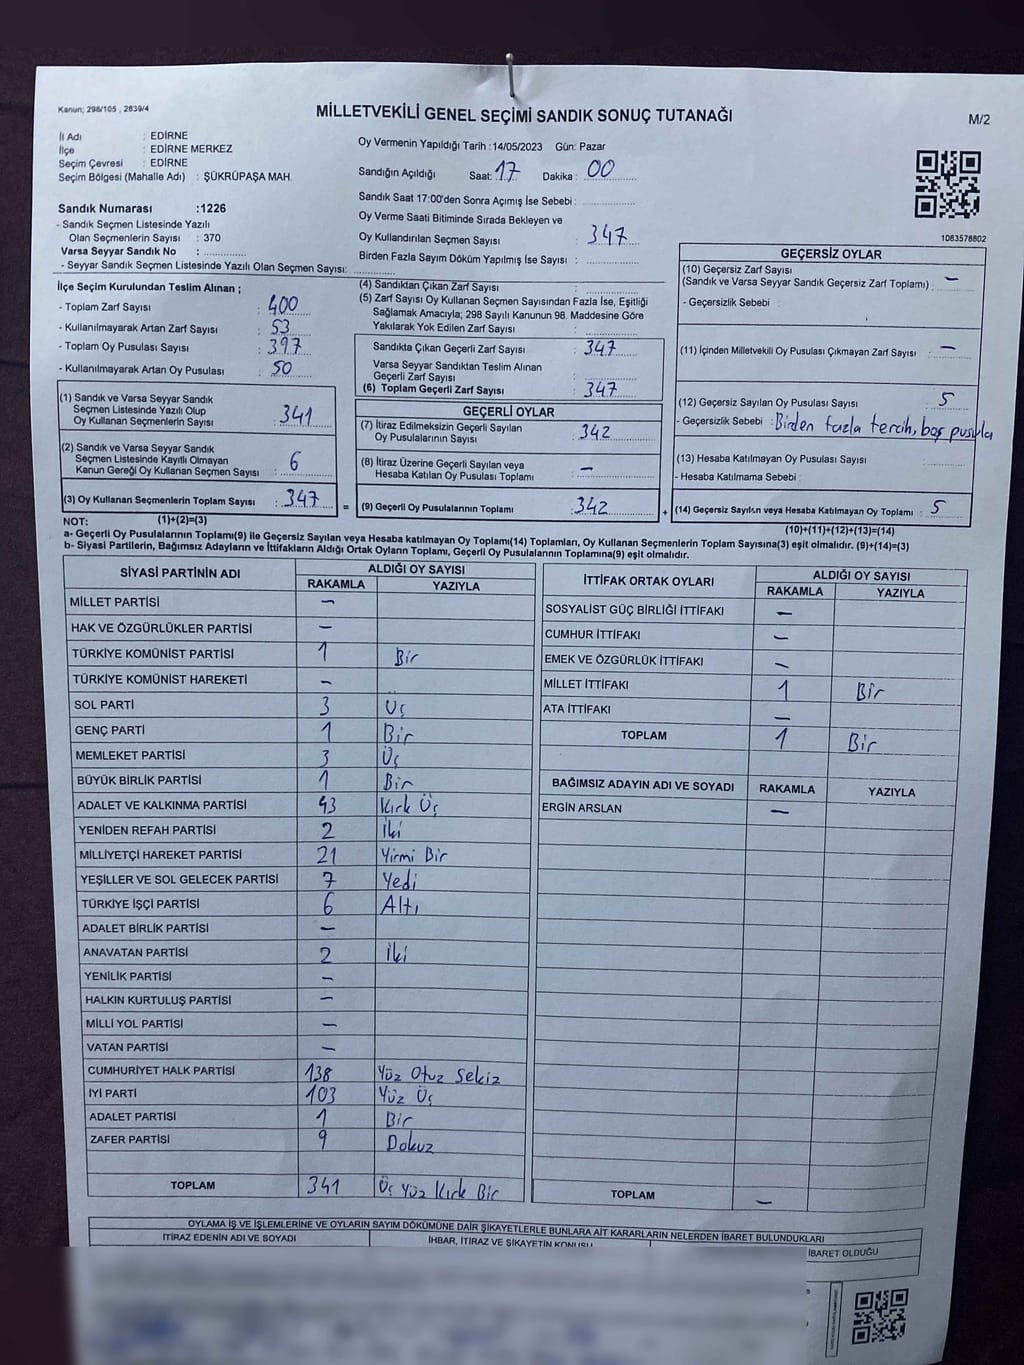 Kanun; 298/105 , 2839/4
MİLLETVEKİLİ GENEL SEÇİMİ SANDIK SONUÇ TUTANAĞI
M/2
İl Adı : EDİRNE
İlçe : EDİRNE MERKEZ
Seçim Çevresi : EDİRNE
Seçim Bölgesi (Mahalle Adı) : ŞÜKRÜPAŞA MAH.
Sandık Numarası :1226
- Sandık Seçmen Listesinde Yazılı
Olan Seçmenlerin Sayısı : 370
Varsa Seyyar Sandık No :
- Seyyar Sandık Seçmen Listesinde Yazılı Olan Seçmen Sayısı:
Oy Vermenin Yapıldığı Tarih :14/05/2023 Gün: Pazar
Sandığın Açıldığı Saat: 17 Dakika : 00
Sandık Saat 17:00'den Sonra Açımış İse Sebebi :
Oy Verme Saati Bitiminde Sırada Bekleyen ve
Oy Kullandırılan Seçmen Sayısı : 347
Birden Fazla Sayım Döküm Yapılmış İse Sayısı :
1083578802
İlçe Seçim Kurulundan Teslim Alınan ;
- Toplam Zarf Sayısı : 400
- Kullanılmayarak Artan Zarf Sayısı : 53
- Toplam Oy Pusulası Sayısı : 397
- Kullanılmayarak Artan Oy Pusulası : 50
(4) Sandıktan Çıkan Zarf Sayısı :
(5) Zarf Sayısı Oy Kullanan Seçmen Sayısından Fazla İse, Eşitliği
Sağlamak Amacıyla; 298 Sayılı Kanunun 98. Maddesine Göre
Yakılarak Yok Edilen Zarf Sayısı :
Sandıkta Çıkan Geçerli Zarf Sayısı : 347
Varsa Seyyar Sandıktan Teslim Alınan
Geçerli Zarf Sayısı :
(6) Toplam Geçerli Zarf Sayısı : 347
GEÇERSİZ OYLAR
(10) Geçersiz Zarf Sayısı
(Sandık ve Varsa Seyyar Sandık Geçersiz Zarf Toplamı) : –
- Geçersizlik Sebebi :
(11) İçinden Milletvekili Oy Pusulası Çıkmayan Zarf Sayısı : –
(12) Geçersiz Sayılan Oy Pusulası Sayısı : 5
- Geçersizlik Sebebi : Birden fazla tercih, boş pusula
(13) Hesaba Katılmayan Oy Pusulası Sayısı :
- Hesaba Katılmama Sebebi :
(14) Geçersiz Sayılan veya Hesaba Katılmayan Oy Toplamı : 5
(10)+(11)+(12)+(13)=(14)
(1) Sandık ve Varsa Seyyar Sandık
Seçmen Listesinde Yazılı Olup
Oy Kullanan Seçmenlerin Sayısı : 341
(2) Sandık ve Varsa Seyyar Sandık
Seçmen Listesinde Kayıtlı Olmayan
Kanun Gereği Oy Kullanan Seçmen Sayısı : 6
(3) Oy Kullanan Seçmenlerin Toplam Sayısı : 347 =
GEÇERLİ OYLAR
(7) İtiraz Edilmeksizin Geçerli Sayılan
Oy Pusulalarının Sayısı : 342
(8) İtiraz Üzerine Geçerli Sayılan veya
Hesaba Katılan Oy Pusulası Toplamı : –
(9) Geçerli Oy Pusulalarının Toplamı : 342 +
NOT: (1)+(2)=(3)
a- Geçerli Oy Pusulalarının Toplamı(9) ile Geçersiz Sayılan veya Hesaba katılmayan Oy Toplamı(14) Toplamları, Oy Kullanan Seçmenlerin Toplam Sayısına(3) eşit olmalıdır. (9)+(14)=(3)
b- Siyasi Partilerin, Bağımsız Adayların ve İttifakların Aldığı Ortak Oyların Toplamı, Geçerli Oy Pusulalarının Toplamına(9) eşit olmalıdır.
SİYASİ PARTİNİN ADI ALDIĞI OY SAYISI
RAKAMLA YAZIYLA
MİLLET PARTİSİ –
HAK VE ÖZGÜRLÜKLER PARTİSİ –
TÜRKİYE KOMÜNİST PARTİSİ 1 Bir
TÜRKİYE KOMÜNİST HAREKETİ –
SOL PARTİ 3 Üç
GENÇ PARTİ 1 Bir
MEMLEKET PARTİSİ 3 Üç
BÜYÜK BİRLİK PARTİSİ 1 Bir
ADALET VE KALKINMA PARTİSİ 43 Kırk Üç
YENİDEN REFAH PARTİSİ 2 İki
MİLLİYETÇİ HAREKET PARTİSİ 21 Yirmi Bir
YEŞİLLER VE SOL GELECEK PARTİSİ 7 Yedi
TÜRKİYE İŞÇİ PARTİSİ 6 Altı
ADALET BİRLİK PARTİSİ –
ANAVATAN PARTİSİ 2 İki
YENİLİK PARTİSİ –
HALKIN KURTULUŞ PARTİSİ –
MİLLİ YOL PARTİSİ –
VATAN PARTİSİ –
CUMHURİYET HALK PARTİSİ 138 Yüz Otuz Sekiz
İYİ PARTİ 103 Yüz Üç
ADALET PARTİSİ 1 Bir
ZAFER PARTİSİ 9 Dokuz
TOPLAM 341 Üç Yüz Kırk Bir
İTTİFAK ORTAK OYLARI ALDIĞI OY SAYISI
RAKAMLA YAZIYLA
SOSYALİST GÜÇ BİRLİĞİ İTTİFAKI –
CUMHUR İTTİFAKI –
EMEK VE ÖZGÜRLÜK İTTİFAKI –
MİLLET İTTİFAKI 1 Bir
ATA İTTİFAKI –
TOPLAM 1 Bir
BAĞIMSIZ ADAYIN ADI VE SOYADI RAKAMLA YAZIYLA
ERGİN ARSLAN –
TOPLAM –
OYLAMA İŞ VE İŞLEMLERİNE VE OYLARIN SAYIM DÖKÜMÜNE DAİR ŞİKAYETLERLE BUNLARA AİT KARARLARIN NELERDEN İBARET BULUNDUKLARI
İTİRAZ EDENİN ADI VE SOYADI İHBAR, İTİRAZ VE ŞİKAYETİN KONUSU İBARET OLDUĞU